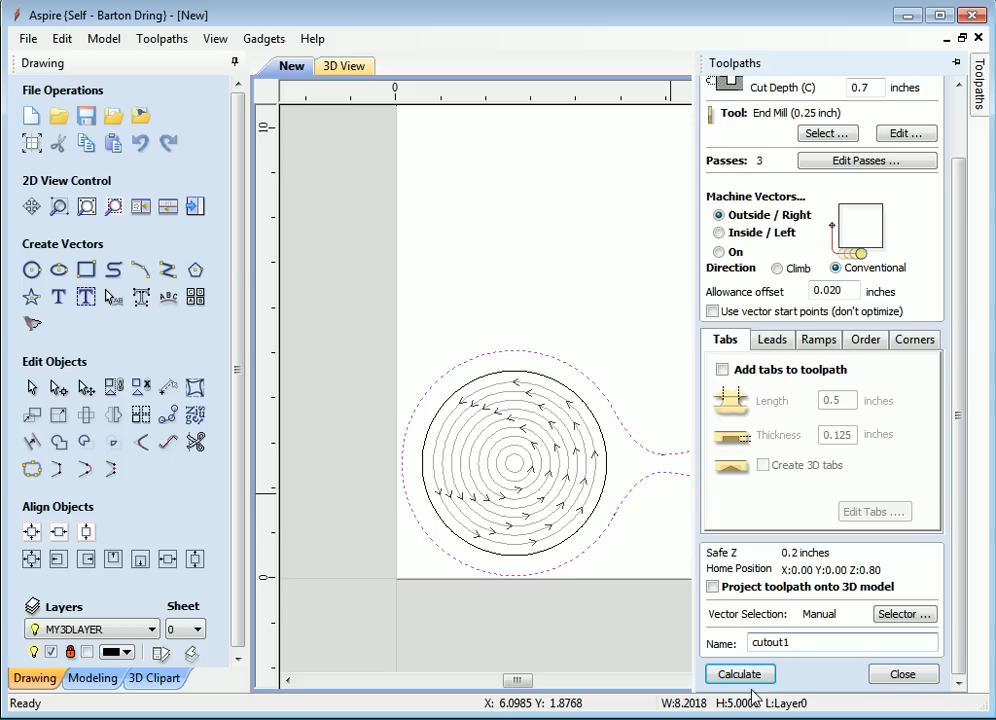 Aspire {Self - Barton Dring} - [New]
File Edit Model Toolpaths View Gadgets Help
Drawing
File Operations
2D View Control
Create Vectors
Edit Objects
Align Objects
Layers Sheet
MY3DLAYER 0
Drawing Modeling 3D Clipart
Ready
New 3D View
0
10
0
Toolpaths
Cut Depth (C) 0.7 inches
Tool: End Mill (0.25 inch)
Select ... Edit ...
Passes: 3 Edit Passes ...
Machine Vectors...
Outside / Right
Inside / Left
On
Direction Climb Conventional
Allowance offset 0.020 inches
Use vector start points (don't optimize)
Tabs Leads Ramps Order Corners
Add tabs to toolpath
Length 0.5 inches
Thickness 0.125 inches
Create 3D tabs
Edit Tabs ....
Safe Z 0.2 inches
Home Position X:0.00 Y:0.00 Z:0.80
Project toolpath onto 3D model
Vector Selection: Manual Selector ...
Name: cutout1
Calculate Close
Toolpaths
X: 6.0985 Y: 1.8768 W:8.2018 L:Layer0